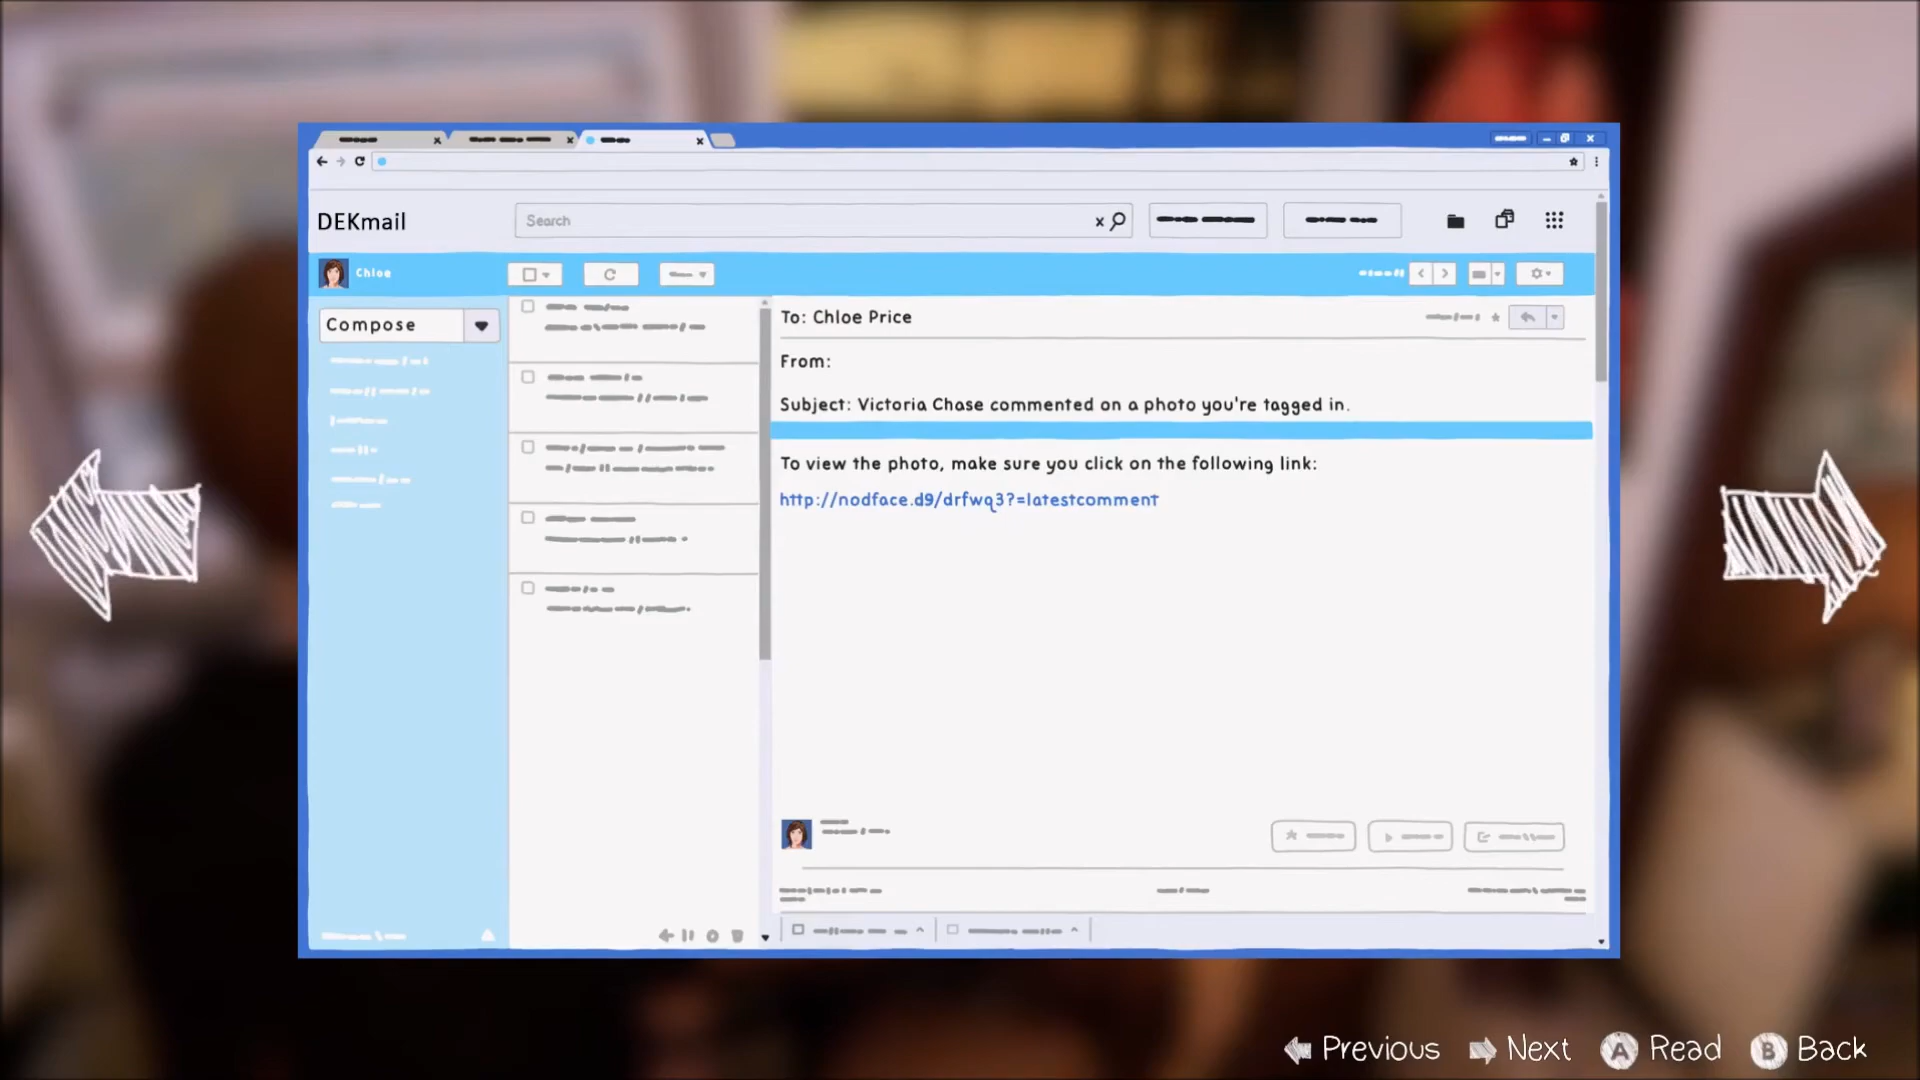 DEKmail
Search
Chloe
Compose
To: Chloe Price
From:
Subject: Victoria Chase commented on a photo you're tagged in.
To view the photo, make sure you click on the following link:
http://nodface.d9/drfwq3?=latestcomment
Previous
Next
A Read
B Back